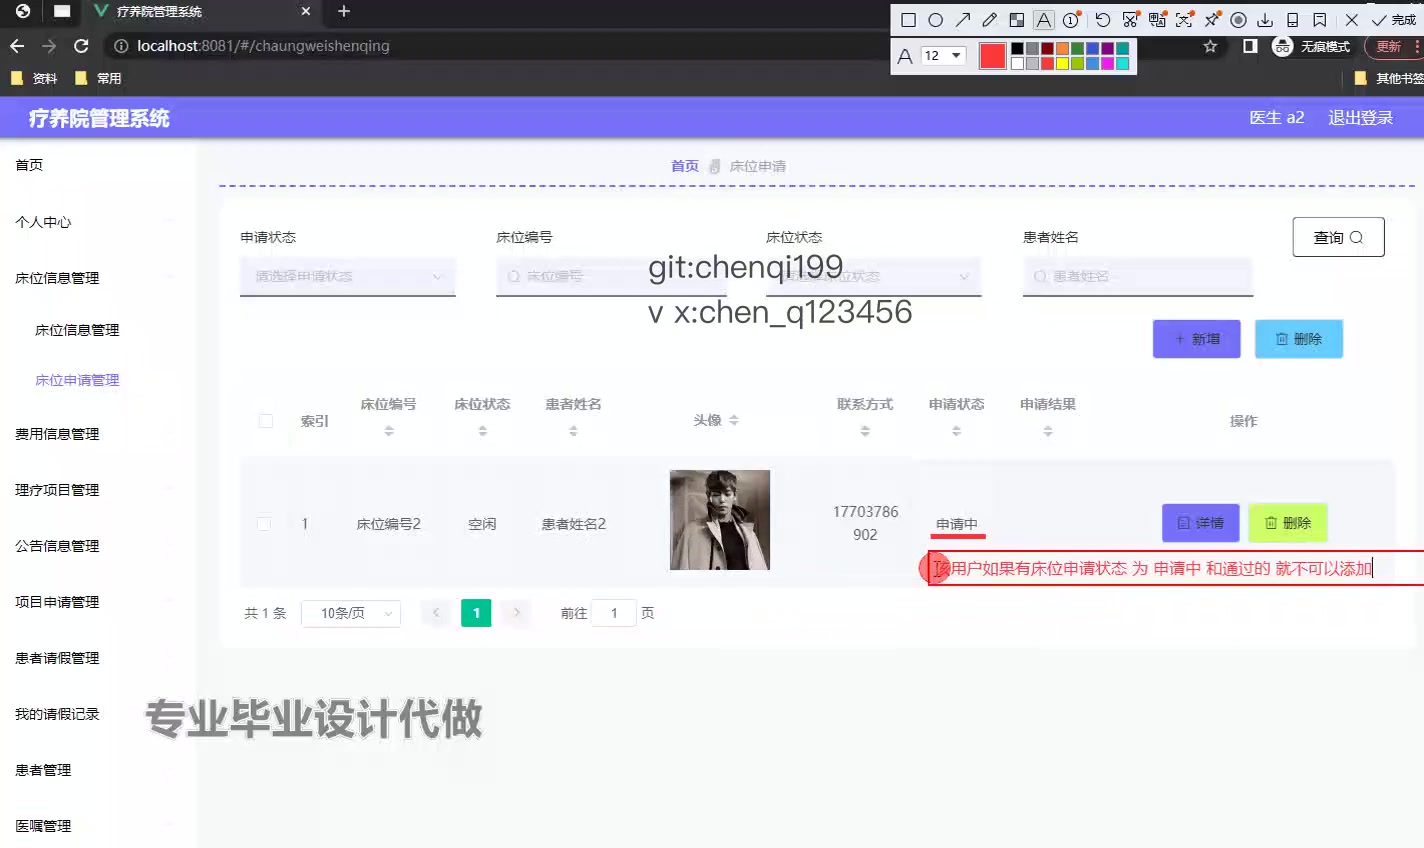 疗养院管理系统
完成
localhost:8081/#/chaungweishenqing
A 12
无痕模式
更新
资料
常用
其他书签
疗养院管理系统
医生 a2
退出登录
首页
个人中心
床位信息管理
床位信息管理
床位申请管理
费用信息管理
理疗项目管理
公告信息管理
项目申请管理
患者请假管理
我的请假记录
患者管理
医嘱管理
首页
床位申请
申请状态
床位编号
床位状态
患者姓名
查询
请选择申请状态
床位编号
床位状态
患者姓名
git:chenqi199
v x:chen_q123456
新增
删除
索引
床位编号
床位状态
患者姓名
头像
联系方式
申请状态
申请结果
操作
1
床位编号2
空闲
患者姓名2
17703786
902
申请中
详情
删除
用户如果有床位申请状态 为 申请中 和通过的 就不可以添加
共 1 条
10条/页
1
前往
1
页
专业毕业设计代做